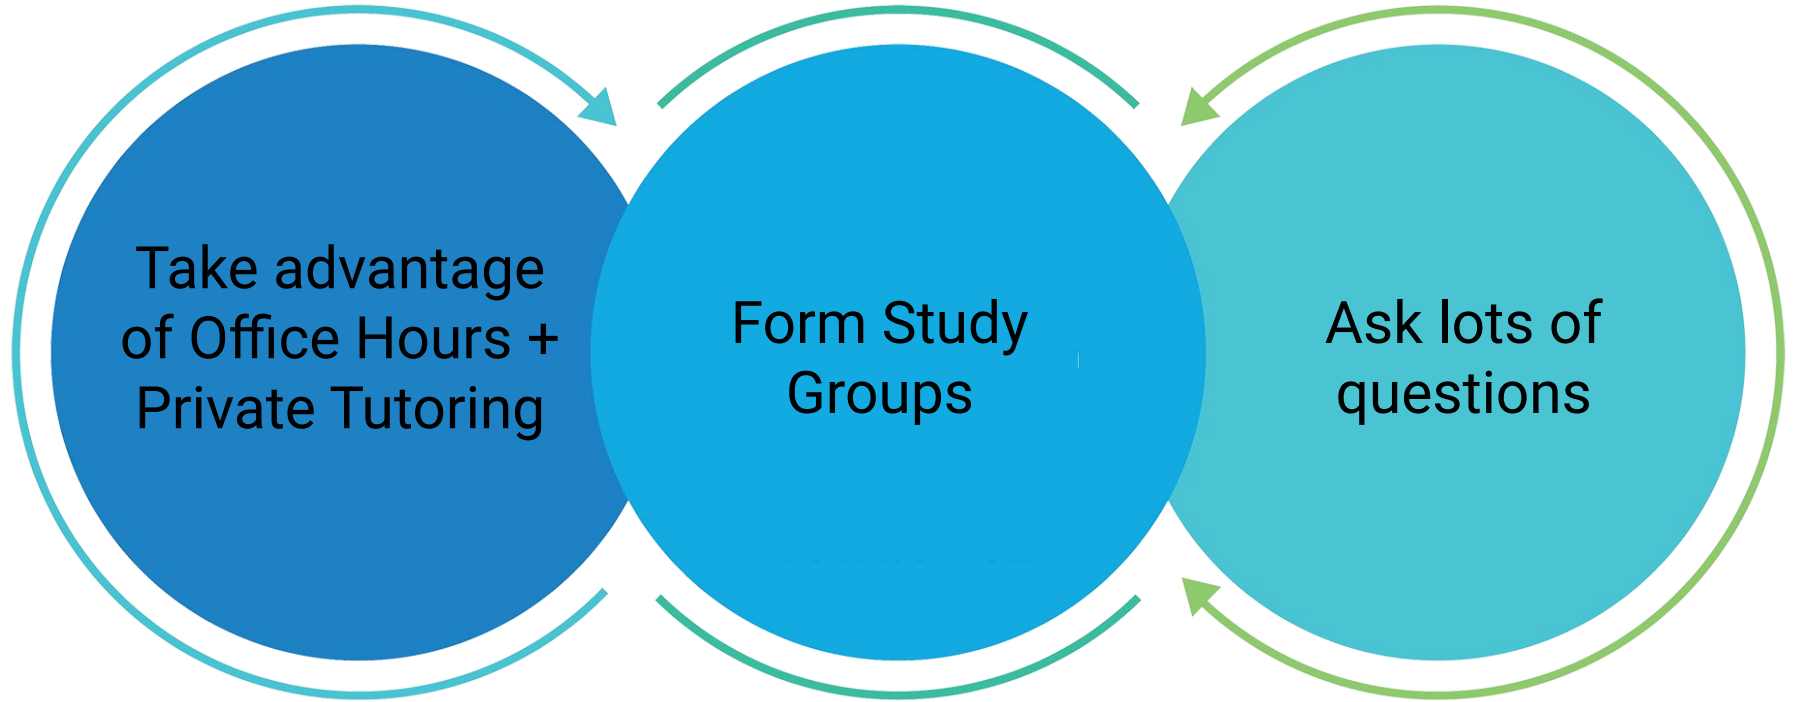 Take advantage
of Office Hours +
Private Tutoring
Form Study
Groups
Ask lots of
questions